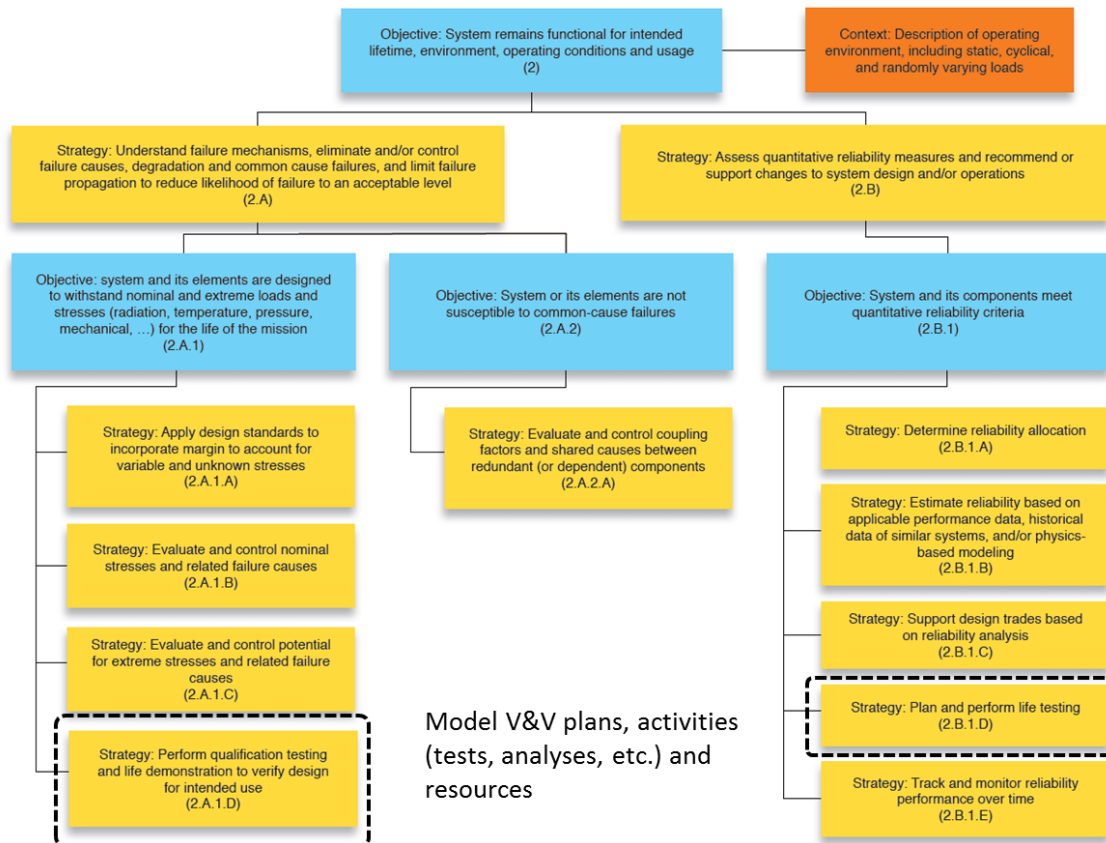 Objective: System remains functional for intended
lifetime, environment, operating conditions and usage
(2)
Context: Description of operating
environment, including static, cyclical,
and randomly varying loads
Strategy: Understand failure mechanisms, eliminate and/or control
failure causes, degradation and common cause failures, and limit failure
propagation to reduce likelihood of failure to an acceptable level
(2.A)
Strategy: Assess quantitative reliability measures and recommend or
support changes to system design and/or operations
(2.B)
Objective: system and its elements are designed
to withstand nominal and extreme loads and
stresses (radiation, temperature, pressure,
mechanical, ...) for the life of the mission
(2.A.1)
Objective: System or its elements are not
susceptible to common-cause failures
(2.A.2)
Objective: System and its components meet
quantitative reliability criteria
(2.B.1)
Strategy: Apply design standards to
incorporate margin to account for
variable and unknown stresses
(2.A.1.A)
Strategy: Evaluate and control nominal
stresses and related failure causes
(2.A.1.B)
Strategy: Evaluate and control potential
for extreme stresses and related failure
causes
(2.A.1.C)
Strategy: Perform qualification testing
and life demonstration to verify design
for intended use
(2.A.1.D)
Strategy: Evaluate and control coupling
factors and shared causes between
redundant (or dependent) components
(2.A.2.A)
Model V&V plans, activities
(tests, analyses, etc.) and
resources
Strategy: Determine reliability allocation
(2.B.1.A)
Strategy: Estimate reliability based on
applicable performance data, historical
data of similar systems, and/or physics-
based modeling
(2.B.1.B)
Strategy: Support design trades based
on reliability analysis
(2.B.1.C)
Strategy: Plan and perform life testing
(2.B.1.D)
Strategy: Track and monitor reliability
performance over time
(2.B.1.E)